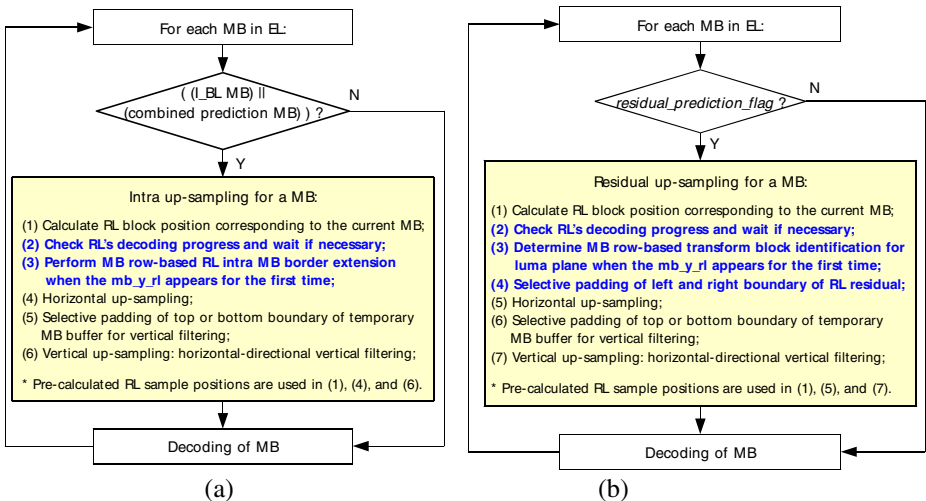 For each MB in EL:
( (I_BL MB) ||
(combined prediction MB) ) ?
N
Y
Intra up-sampling for a MB:
(1) Calculate RL block position corresponding to the current MB;
(2) Check RL's decoding progress and wait if necessary;
(3) Perform MB row-based RL intra MB border extension
when the mb_y_rl appears for the first time;
(4) Horizontal up-sampling;
(5) Selective padding of top or bottom boundary of temporary
MB buffer for vertical filtering;
(6) Vertical up-sampling: horizontal-directional vertical filtering;
* Pre-calculated RL sample positions are used in (1), (4), and (6).
Decoding of MB
(a)
For each MB in EL:
residual_prediction_flag ?
N
Y
Residual up-sampling for a MB:
(1) Calculate RL block position corresponding to the current MB;
(2) Check RL's decoding progress and wait if necessary;
(3) Determine MB row-based transform block identification for
luma plane when the mb_y_rl appears for the first time;
(4) Selective padding of left and right boundary of RL residual;
(5) Horizontal up-sampling;
(6) Selective padding of top or bottom boundary of temporary
MB buffer for vertical filtering;
(7) Vertical up-sampling: horizontal-directional vertical filtering;
* Pre-calculated RL sample positions are used in (1), (5), and (7).
Decoding of MB
(b)